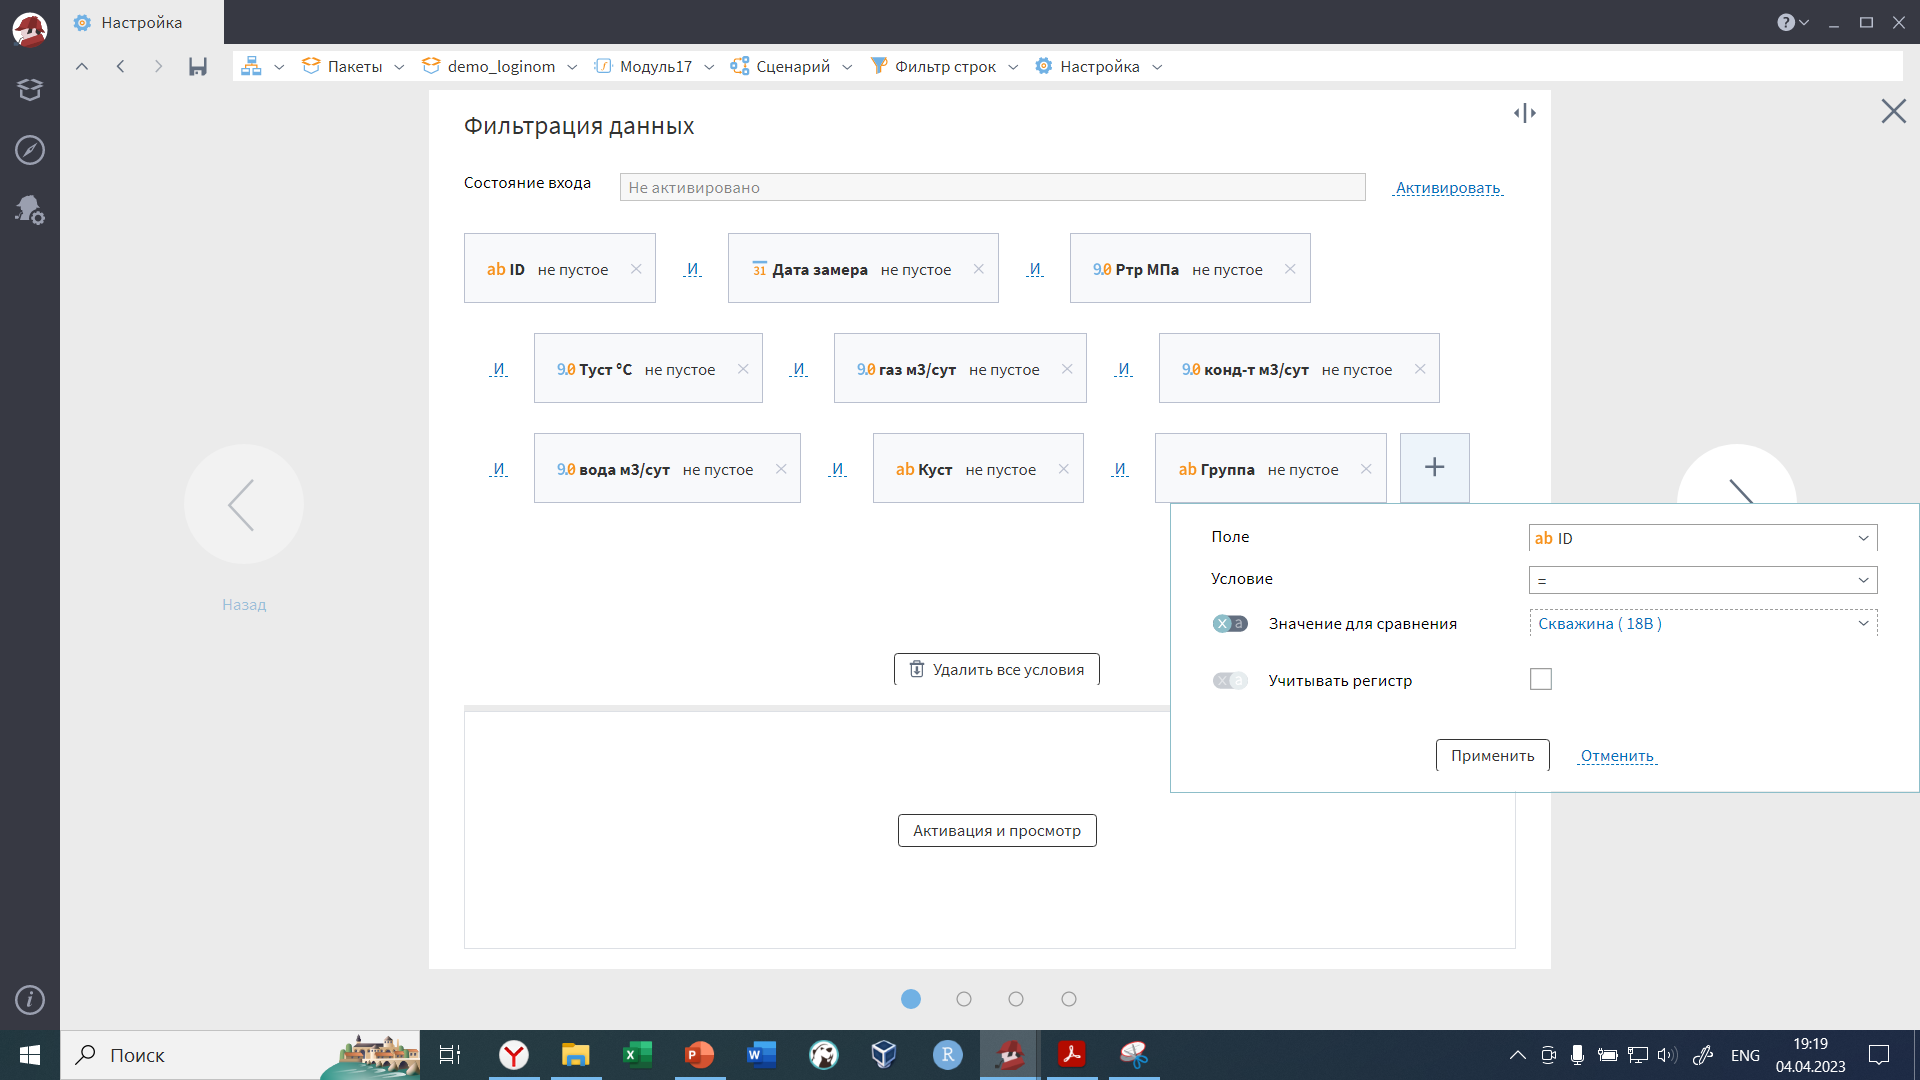 Настройка
Пакеты demo_loginom Модуль17 Сценарий Фильтр строк Настройка
Фильтрация данных
Состояние входа Не активировано Активировать
ab ID не пустое И 31 Дата замера не пустое И 9.0 Pтр МПа не пустое
И 9.0 Tуст °C не пустое И 9.0 газ м3/сут не пустое И 9.0 конд-т м3/сут не пустое
И 9.0 вода м3/сут не пустое И ab Куст не пустое И ab Группа не пустое +
Назад
Поле ab ID
Условие =
x a Значение для сравнения Скважина ( 18В )
x a Учитывать регистр
Удалить все условия
Применить Отменить
Активация и просмотр
Поиск
ENG
19:19
04.04.2023